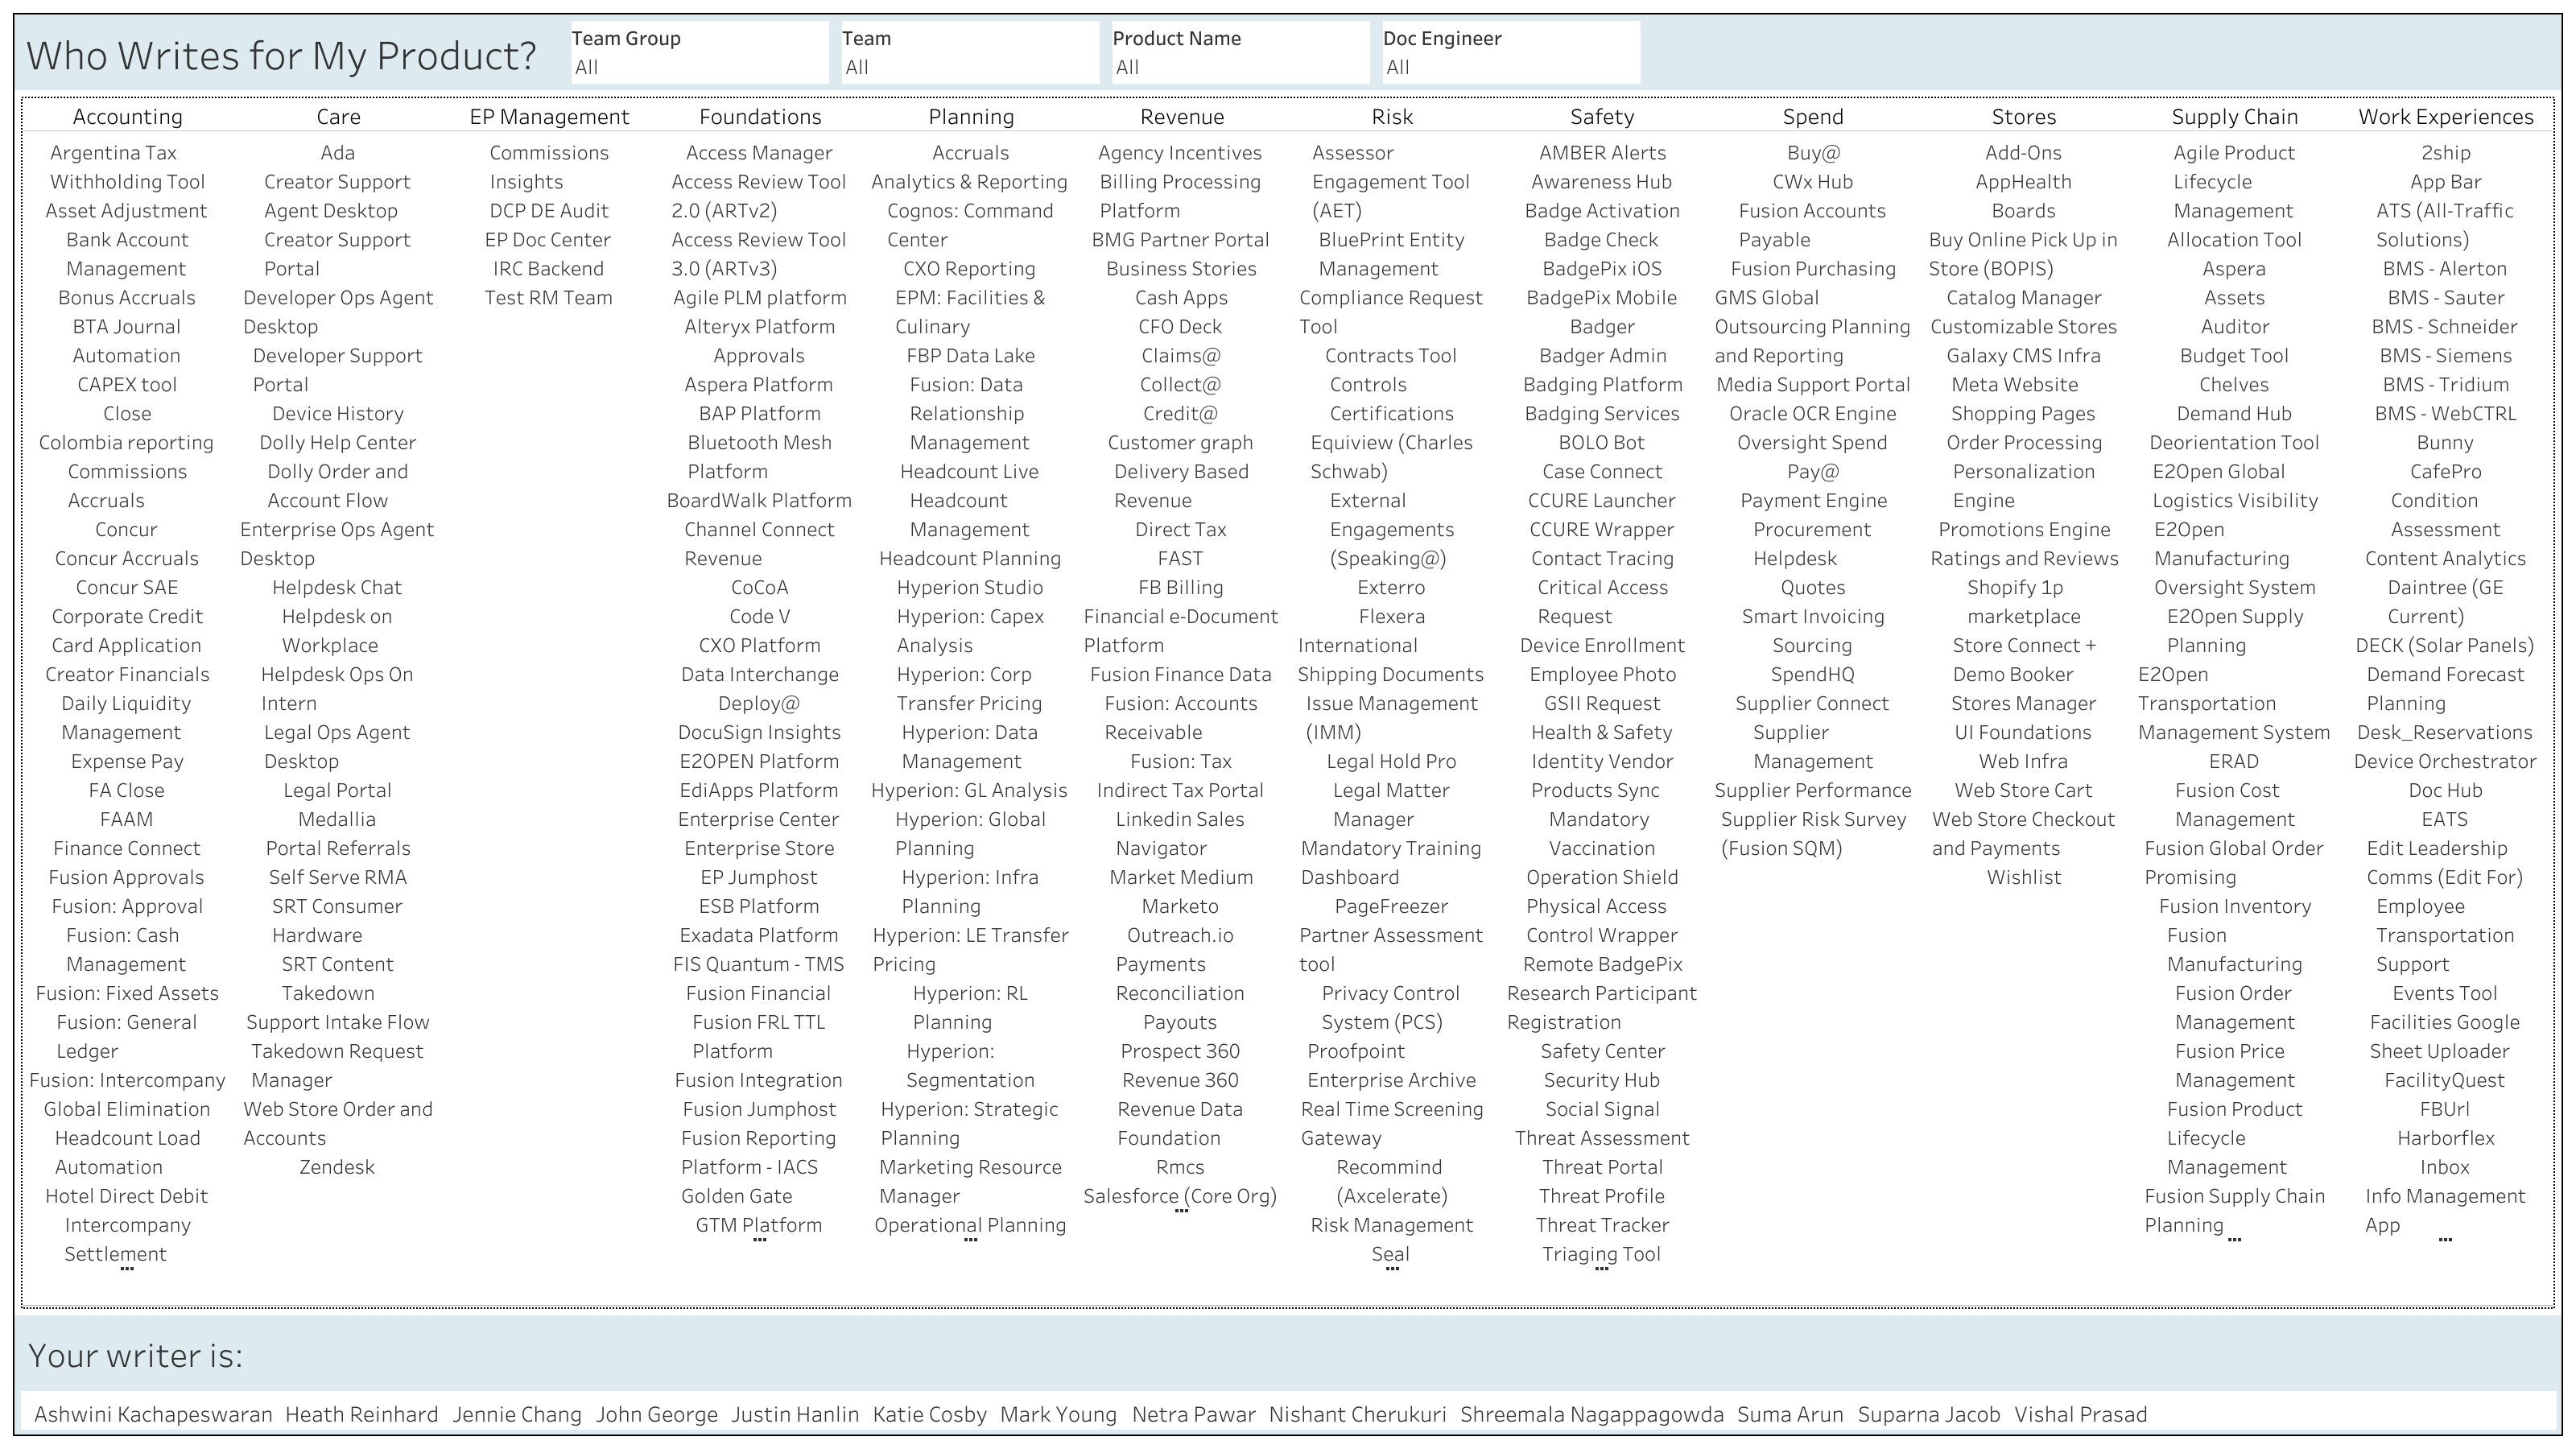 Who Writes for My Product?
Team Group
All
Team
All
Product Name
All
Doc Engineer
All
Accounting
Argentina Tax
Withholding Tool
Asset Adjustment
Bank Account
Management
Bonus Accruals
BTA Journal
Automation
CAPEX tool
Close
Colombia reporting
Commissions
Accruals
Concur
Concur Accruals
Concur SAE
Corporate Credit
Card Application
Creator Financials
Daily Liquidity
Management
Expense Pay
FA Close
FAAM
Finance Connect
Fusion Approvals
Fusion: Approval
Fusion: Cash
Management
Fusion: Fixed Assets
Fusion: General
Ledger
Fusion: Intercompany
Global Elimination
Headcount Load
Automation
Hotel Direct Debit
Intercompany
Settlement
...
Care
Ada
Creator Support
Agent Desktop
Creator Support
Portal
Developer Ops Agent
Desktop
Developer Support
Portal
Device History
Dolly Help Center
Dolly Order and
Account Flow
Enterprise Ops Agent
Desktop
Helpdesk Chat
Helpdesk on
Workplace
Helpdesk Ops On
Intern
Legal Ops Agent
Desktop
Legal Portal
Medallia
Portal Referrals
Self Serve RMA
SRT Consumer
Hardware
SRT Content
Takedown
Support Intake Flow
Takedown Request
Manager
Web Store Order and
Accounts
Zendesk
EP Management
Commissions
Insights
DCP DE Audit
EP Doc Center
IRC Backend
Test RM Team
Foundations
Access Manager
Access Review Tool
2.0 (ARTv2)
Access Review Tool
3.0 (ARTv3)
Agile PLM platform
Alteryx Platform
Approvals
Aspera Platform
BAP Platform
Bluetooth Mesh
Platform
BoardWalk Platform
Channel Connect
Revenue
CoCoA
Code V
CXO Platform
Data Interchange
Deploy@
DocuSign Insights
E2OPEN Platform
EdiApps Platform
Enterprise Center
Enterprise Store
EP Jumphost
ESB Platform
Exadata Platform
FIS Quantum - TMS
Fusion Financial
Fusion FRL TTL
Platform
Fusion Integration
Fusion Jumphost
Fusion Reporting
Platform - IACS
Golden Gate
GTM Platform
...
Planning
Accruals
Analytics & Reporting
Cognos: Command
Center
CXO Reporting
EPM: Facilities &
Culinary
FBP Data Lake
Fusion: Data
Relationship
Management
Headcount Live
Headcount
Management
Headcount Planning
Hyperion Studio
Hyperion: Capex
Analysis
Hyperion: Corp
Transfer Pricing
Hyperion: Data
Management
Hyperion: GL Analysis
Hyperion: Global
Planning
Hyperion: Infra
Planning
Hyperion: LE Transfer
Pricing
Hyperion: RL
Planning
Hyperion:
Segmentation
Hyperion: Strategic
Planning
Marketing Resource
Manager
Operational Planning
...
Revenue
Agency Incentives
Billing Processing
Platform
BMG Partner Portal
Business Stories
Cash Apps
CFO Deck
Claims@
Collect@
Credit@
Customer graph
Delivery Based
Revenue
Direct Tax
FAST
FB Billing
Financial e-Document
Platform
Fusion Finance Data
Fusion: Accounts
Receivable
Fusion: Tax
Indirect Tax Portal
Linkedin Sales
Navigator
Market Medium
Marketo
Outreach.io
Payments
Reconciliation
Payouts
Prospect 360
Revenue 360
Revenue Data
Foundation
Rmcs
Salesforce (Core Org)
...
Risk
Assessor
Engagement Tool
(AET)
BluePrint Entity
Management
Compliance Request
Tool
Contracts Tool
Controls
Certifications
Equiview (Charles
Schwab)
External
Engagements
(Speaking@)
Exterro
Flexera
International
Shipping Documents
Issue Management
(IMM)
Legal Hold Pro
Legal Matter
Manager
Mandatory Training
Dashboard
PageFreezer
Partner Assessment
tool
Privacy Control
System (PCS)
Proofpoint
Enterprise Archive
Real Time Screening
Gateway
Recommind
(Axcelerate)
Risk Management
Seal
...
Safety
AMBER Alerts
Awareness Hub
Badge Activation
Badge Check
BadgePix iOS
BadgePix Mobile
Badger
Badger Admin
Badging Platform
Badging Services
BOLO Bot
Case Connect
CCURE Launcher
CCURE Wrapper
Contact Tracing
Critical Access
Request
Device Enrollment
Employee Photo
GSII Request
Health & Safety
Identity Vendor
Products Sync
Mandatory
Vaccination
Operation Shield
Physical Access
Control Wrapper
Remote BadgePix
Research Participant
Registration
Safety Center
Security Hub
Social Signal
Threat Assessment
Threat Portal
Threat Profile
Threat Tracker
Triaging Tool
...
Spend
Buy@
CWx Hub
Fusion Accounts
Payable
Fusion Purchasing
GMS Global
Outsourcing Planning
and Reporting
Media Support Portal
Oracle OCR Engine
Oversight Spend
Pay@
Payment Engine
Procurement
Helpdesk
Quotes
Smart Invoicing
Sourcing
SpendHQ
Supplier Connect
Supplier
Management
Supplier Performance
Supplier Risk Survey
(Fusion SQM)
Stores
Add-Ons
AppHealth
Boards
Buy Online Pick Up in
Store (BOPIS)
Catalog Manager
Customizable Stores
Galaxy CMS Infra
Meta Website
Shopping Pages
Order Processing
Personalization
Engine
Promotions Engine
Ratings and Reviews
Shopify 1p
marketplace
Store Connect +
Demo Booker
Stores Manager
UI Foundations
Web Infra
Web Store Cart
Web Store Checkout
and Payments
Wishlist
Supply Chain
Agile Product
Lifecycle
Management
Allocation Tool
Aspera
Assets
Auditor
Budget Tool
Chelves
Demand Hub
Deorientation Tool
E2Open Global
Logistics Visibility
E2Open
Manufacturing
Oversight System
E2Open Supply
Planning
E2Open
Transportation
Management System
ERAD
Fusion Cost
Management
Fusion Global Order
Promising
Fusion Inventory
Fusion
Manufacturing
Fusion Order
Management
Fusion Price
Management
Fusion Product
Lifecycle
Management
Fusion Supply Chain
Planning
...
Work Experiences
2ship
App Bar
ATS (All-Traffic
Solutions)
BMS - Alerton
BMS - Sauter
BMS - Schneider
BMS - Siemens
BMS - Tridium
BMS - WebCTRL
Bunny
CafePro
Condition
Assessment
Content Analytics
Daintree (GE
Current)
DECK (Solar Panels)
Demand Forecast
Planning
Desk_Reservations
Device Orchestrator
Doc Hub
EATS
Edit Leadership
Comms (Edit For)
Employee
Transportation
Support
Events Tool
Facilities Google
Sheet Uploader
FacilityQuest
FBUrl
Harborflex
Inbox
Info Management
App
...
Your writer is:
Ashwini Kachapeswaran Heath Reinhard Jennie Chang John George Justin Hanlin Katie Cosby Mark Young Netra Pawar Nishant Cherukuri Shreemala Nagappagowda Suma Arun Suparna Jacob Vishal Prasad